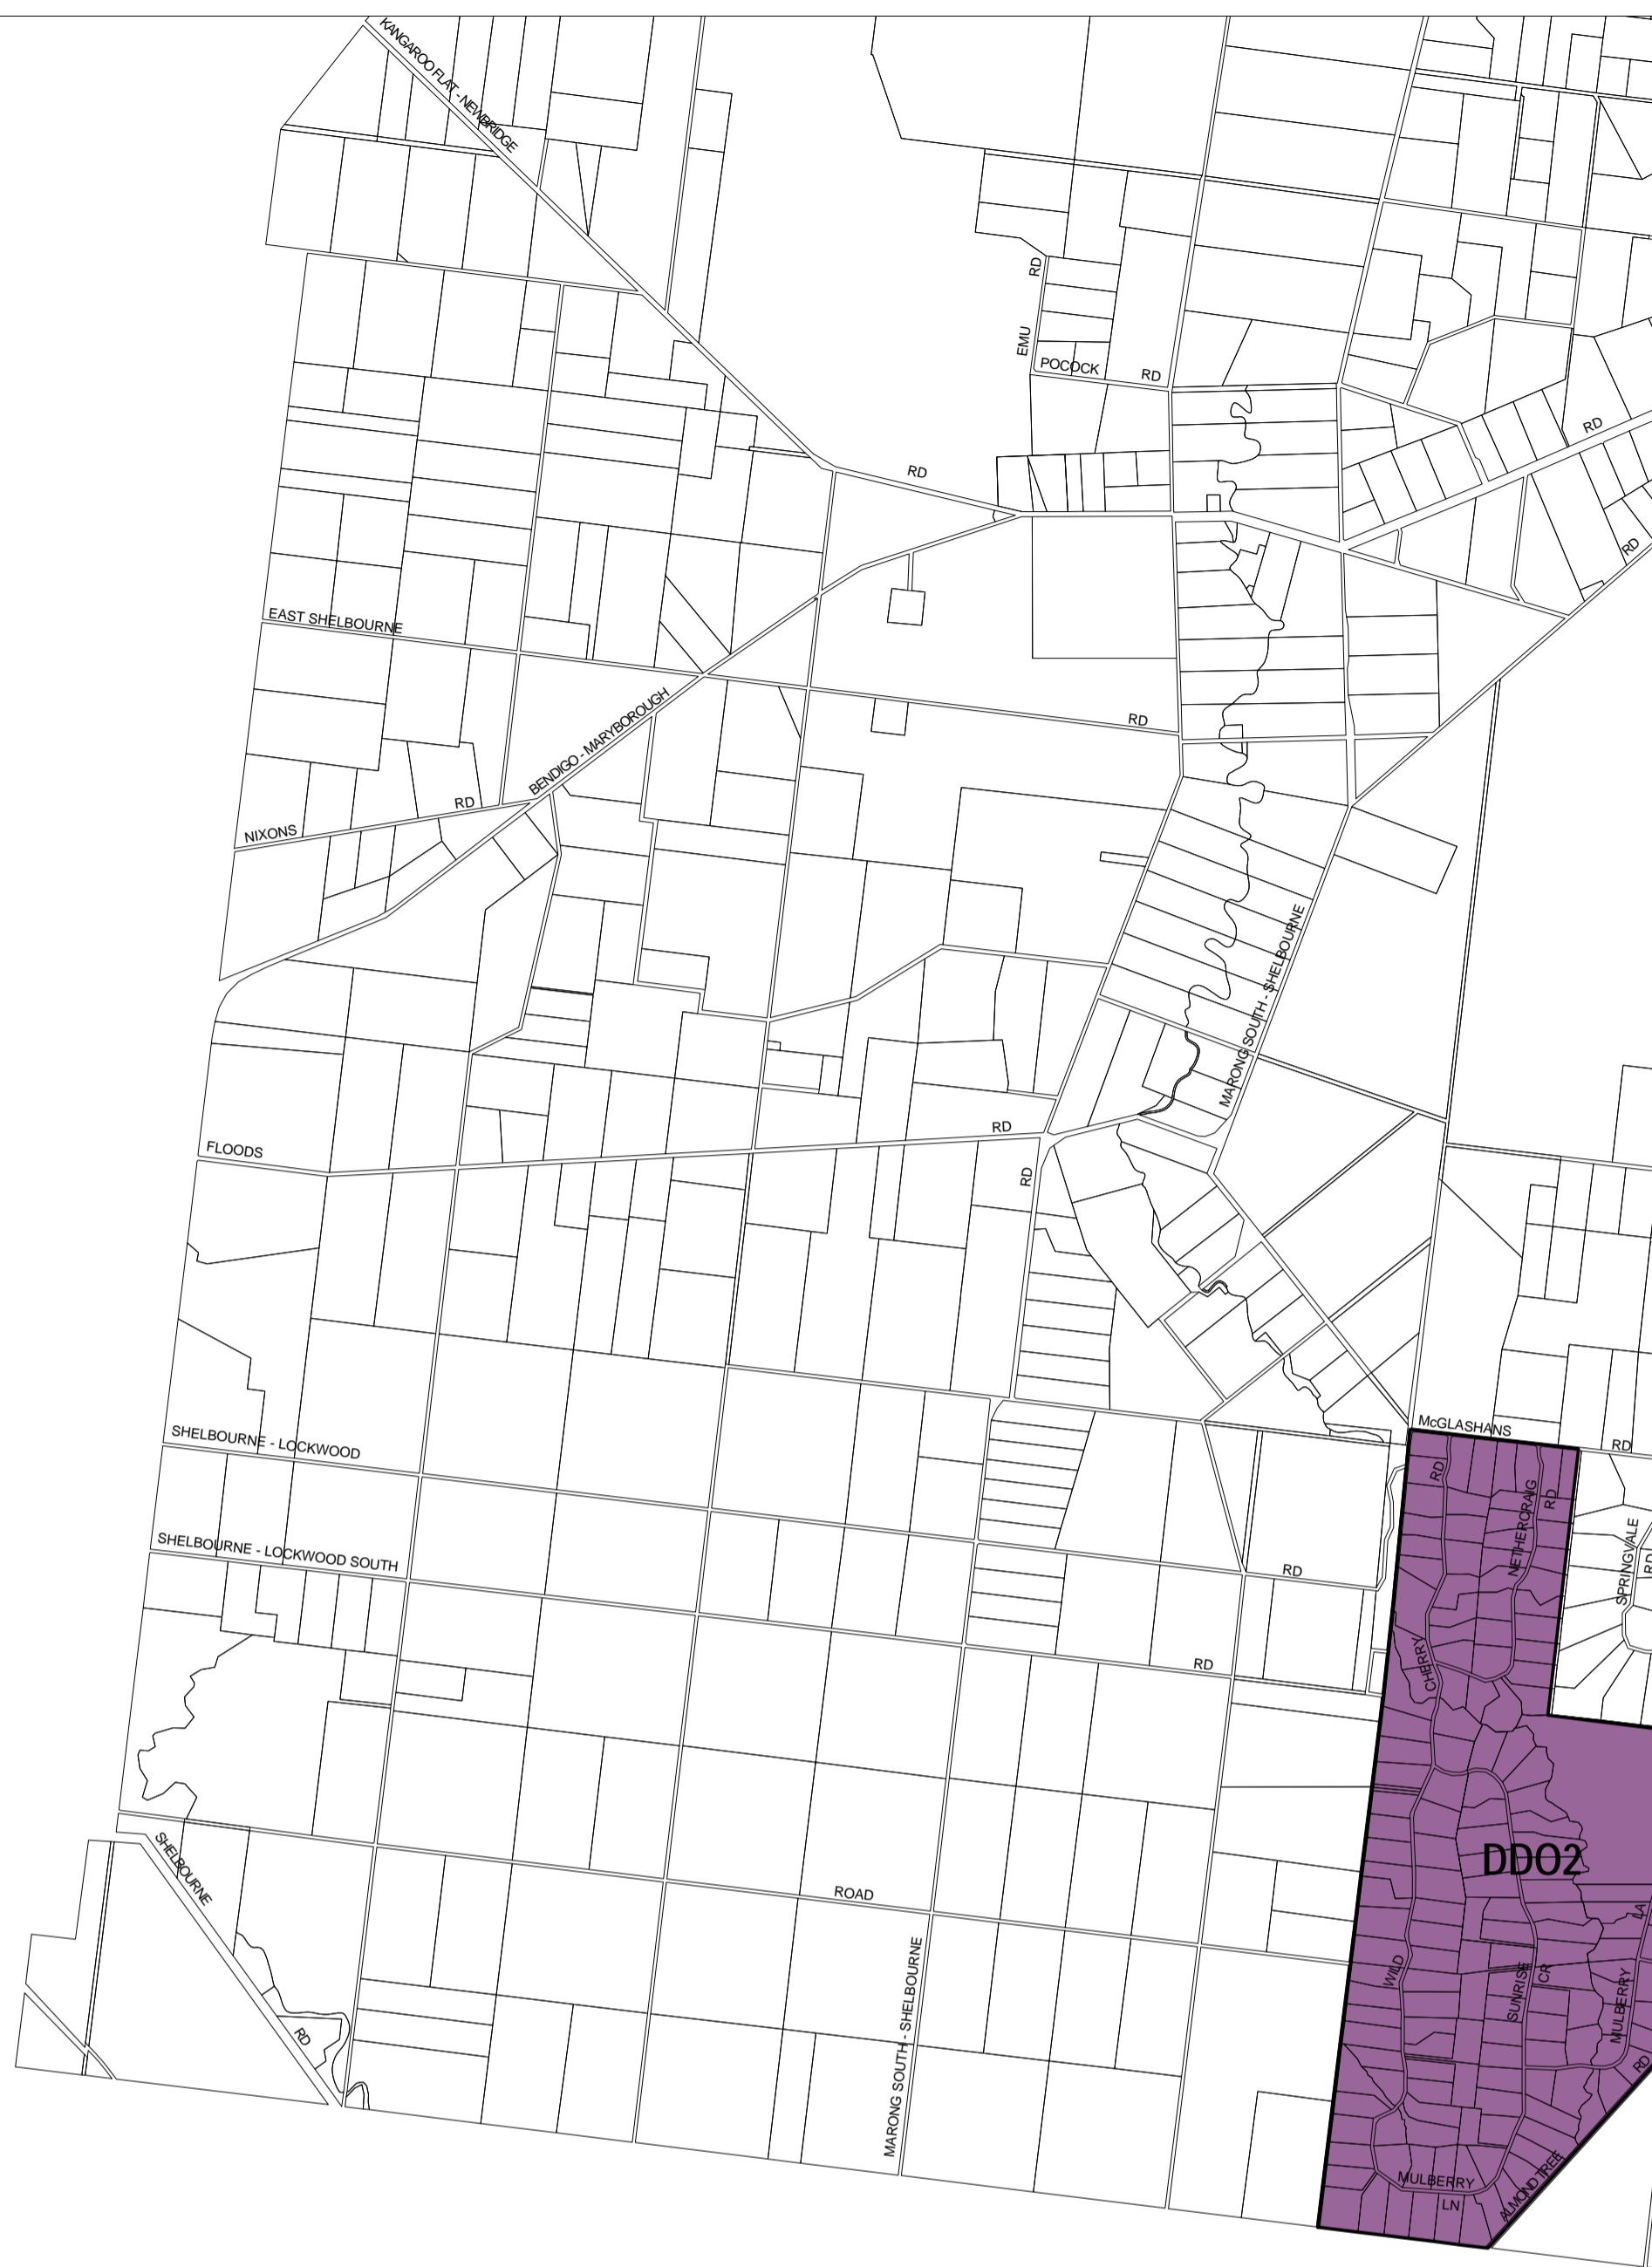 KANGAROO FLAT - NEWBRIDGE
RD
EMU
POCOCK
RD
RD
RD
RD
EAST SHELBOURNE
RD
BENDIGO - MARYBOROUGH
RD
NIXONS
MARONG SOUTH - SHELBOURNE
FLOODS
RD
RD
McGLASHANS
RD
SHELBOURNE - LOCKWOOD
RD
NETHERCRAIG
RD
SPRINGVALE
RD
SHELBOURNE - LOCKWOOD SOUTH
RD
CHERRY
RD
DDO2
SHELBOURNE
ROAD
LA
WILD
SUNRISE
CR
MULBERRY
RD
MARONG SOUTH - SHELBOURNE
RD
MULBERRY
LN
ALMOND TREE